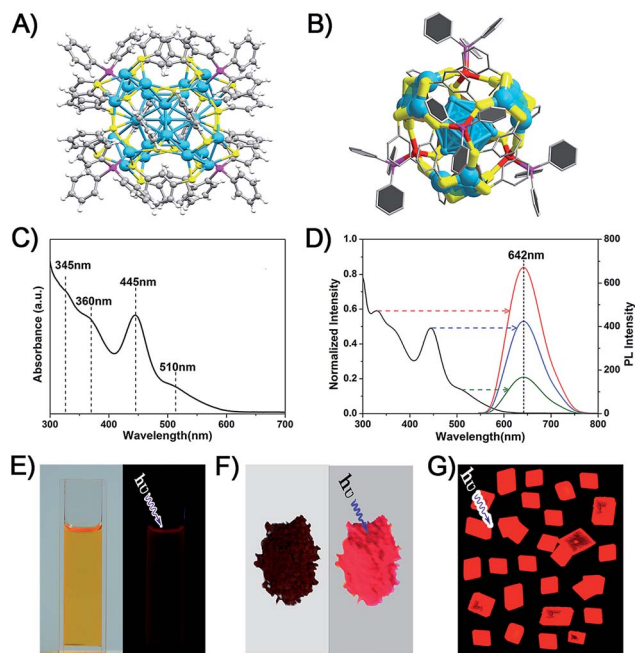 A)
B)
C)
D)
345nm
360nm
445nm
510nm
Absorbance (a.u.)
300 400 500 600 700
Wavelength(nm)
642nm
Normalized Intensity
1.0
0.8
0.6
0.4
0.2
0.0
PL Intensity
800
600
400
200
0
300 400 500 600 700 800
Wavelength(nm)
E)
hυ
F)
hυ
G)
hυ